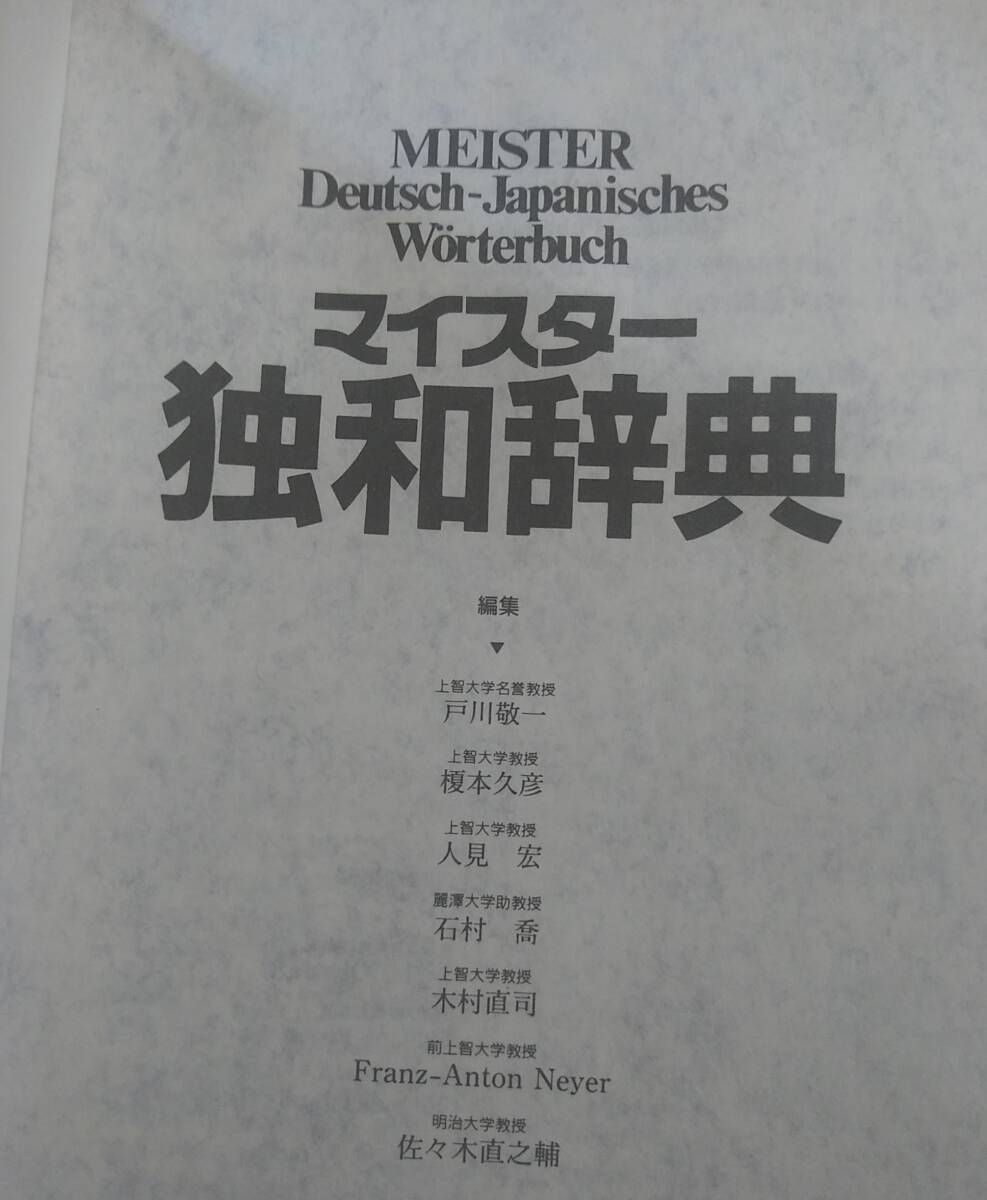 MEISTER
Deutsch-Japanisches
Wörterbuch
マイスター
独和辞典
編集
▼
上智大学名誉教授
戸川敬一
上智大学教授
榎本久彦
上智大学教授
人見　宏
麗澤大学助教授
石村　喬
上智大学教授
木村直司
前上智大学教授
Franz-Anton Neyer
明治大学教授
佐々木直之輔